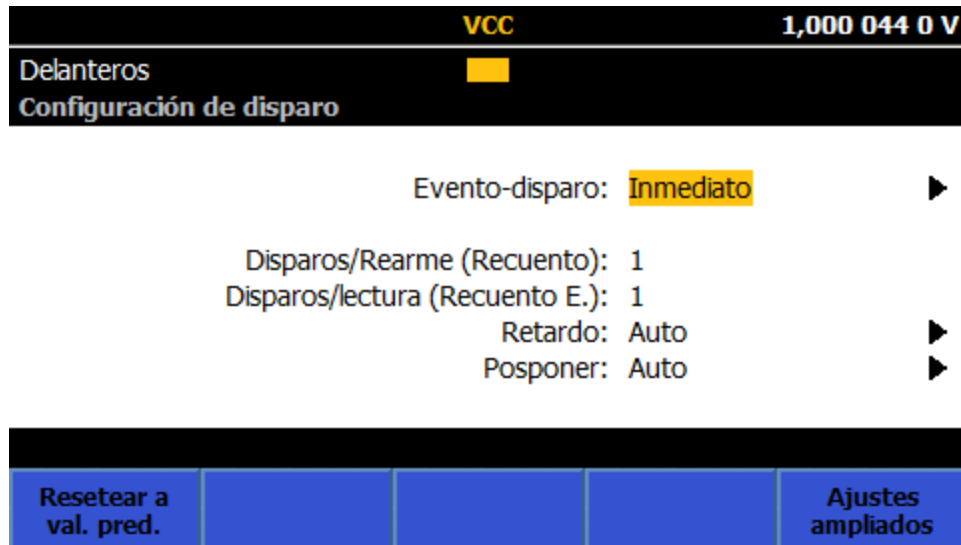 VCC 1,000 044 0 V
Delanteros
Configuración de disparo
Evento-disparo: Inmediato
Disparos/Rearme (Recuento): 1
Disparos/lectura (Recuento E.): 1
Retardo: Auto
Posponer: Auto
Resetear a val. pred.
Ajustes ampliados